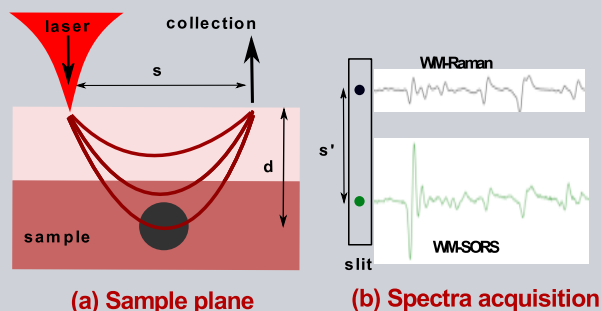 laser
collection
s
d
sample
(a) Sample plane
WM-Raman
s'
WM-SORS
slit
(b) Spectra acquisition